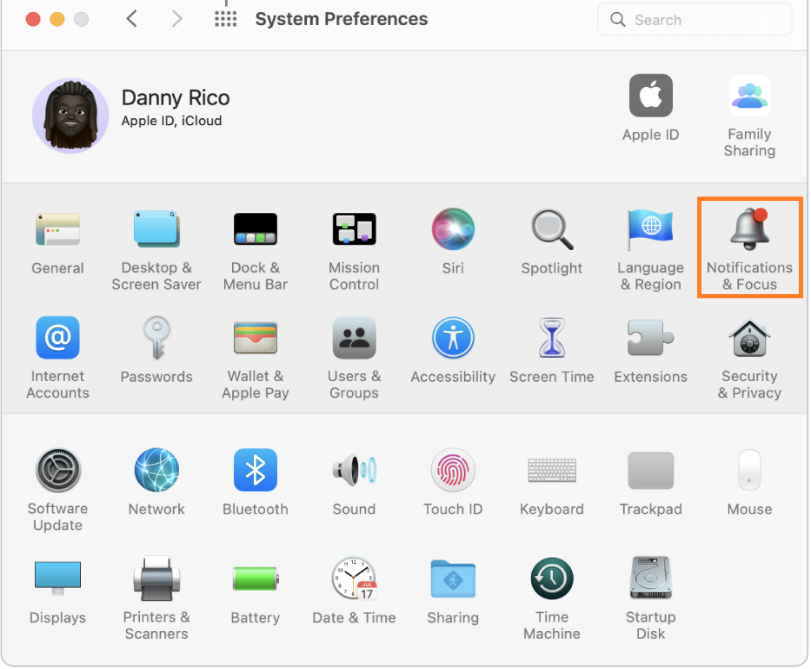 System Preferences
Search
Danny Rico
Apple ID, iCloud
Apple ID
Family
Sharing
General
Desktop &
Screen Saver
Dock &
Menu Bar
Mission
Control
Siri
Spotlight
Language
& Region
Notifications
& Focus
Internet
Accounts
Passwords
Wallet &
Apple Pay
Users &
Groups
Accessibility
Screen Time
Extensions
Security
& Privacy
Software
Update
Network
Bluetooth
Sound
Touch ID
Keyboard
Trackpad
Mouse
Displays
Printers &
Scanners
Battery
JUL
17
Date & Time
Sharing
Time
Machine
Startup
Disk